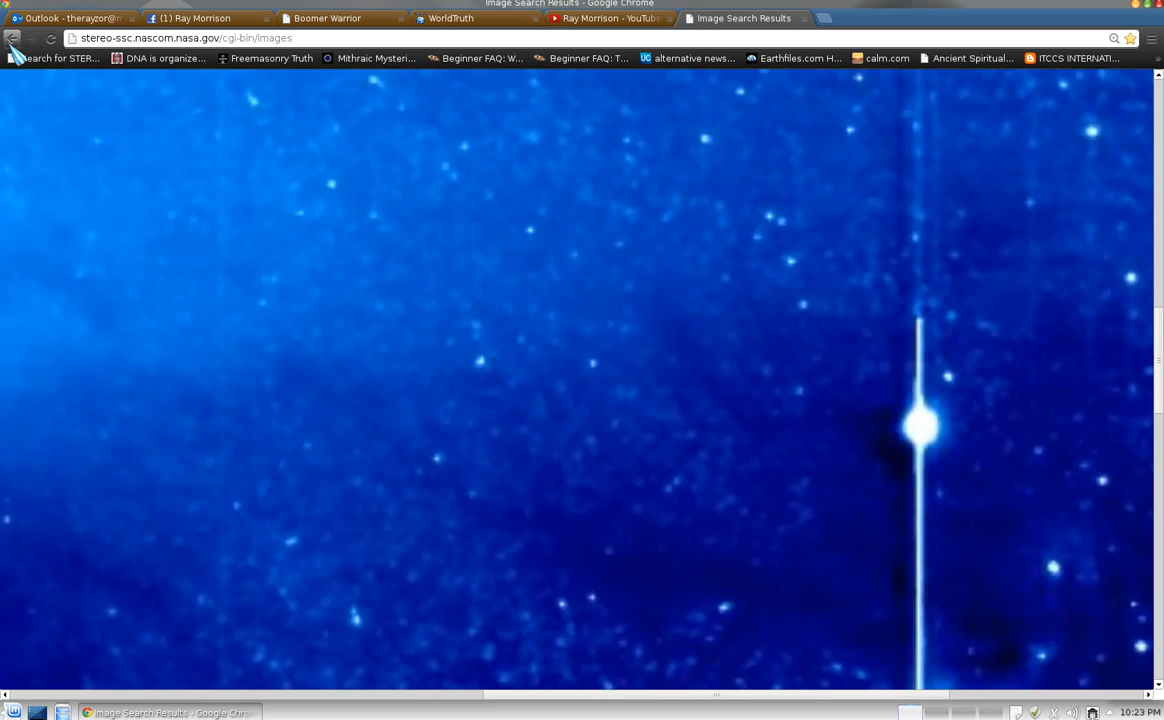 Image Search Results - Google Chrome
Outlook - therayzor@m
(1) Ray Morrison
Boomer Warrior
WorldTruth
Ray Morrison - YouTube
Image Search Results
stereo-ssc.nascom.nasa.gov/cgi-bin/images
earch for STER...
DNA is organize...
Freemasonry Truth
Mithraic Mysteri...
Beginner FAQ: W...
Beginner FAQ: T...
UC alternative news...
Earthfiles.com H...
calm.com
Ancient Spiritual...
ITCCS INTERNATI...
»
Image Search Results - Google Chro
10:23 PM